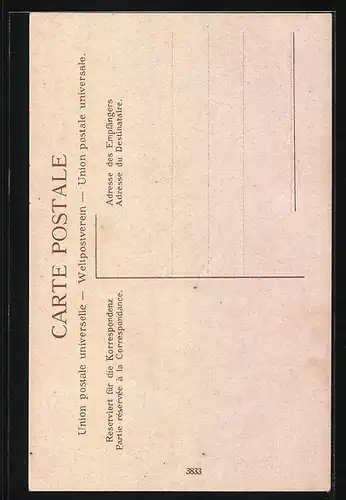 CARTE POSTALE
Union postale universelle — Weltpostverein — Union postale universale.
Reserviert für die Korrespondenz
Partie réservée à la Correspondance.
Adresse des Empfängers
Adresse du Destinataire.
3833